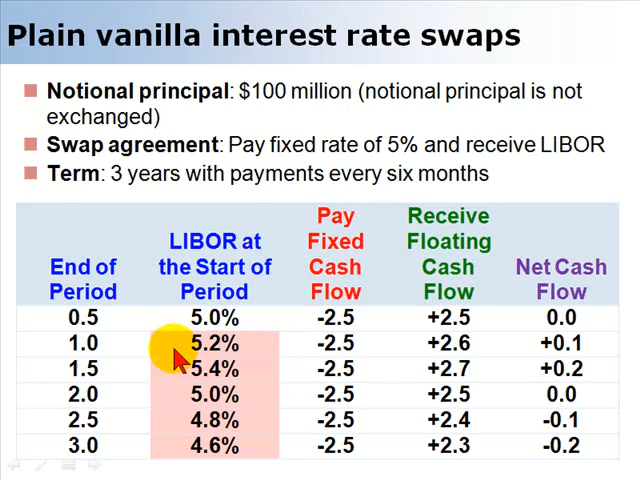 Plain vanilla interest rate swaps
Notional principal: $100 million (notional principal is not
exchanged)
Swap agreement: Pay fixed rate of 5% and receive LIBOR
Term: 3 years with payments every six months
End of Period LIBOR at the Start of Period Pay Fixed Cash Flow Receive Floating Cash Flow Net Cash Flow
0.5 5.0% -2.5 +2.5 0.0
1.0 5.2% -2.5 +2.6 +0.1
1.5 5.4% -2.5 +2.7 +0.2
2.0 5.0% -2.5 +2.5 0.0
2.5 4.8% -2.5 +2.4 -0.1
3.0 4.6% -2.5 +2.3 -0.2